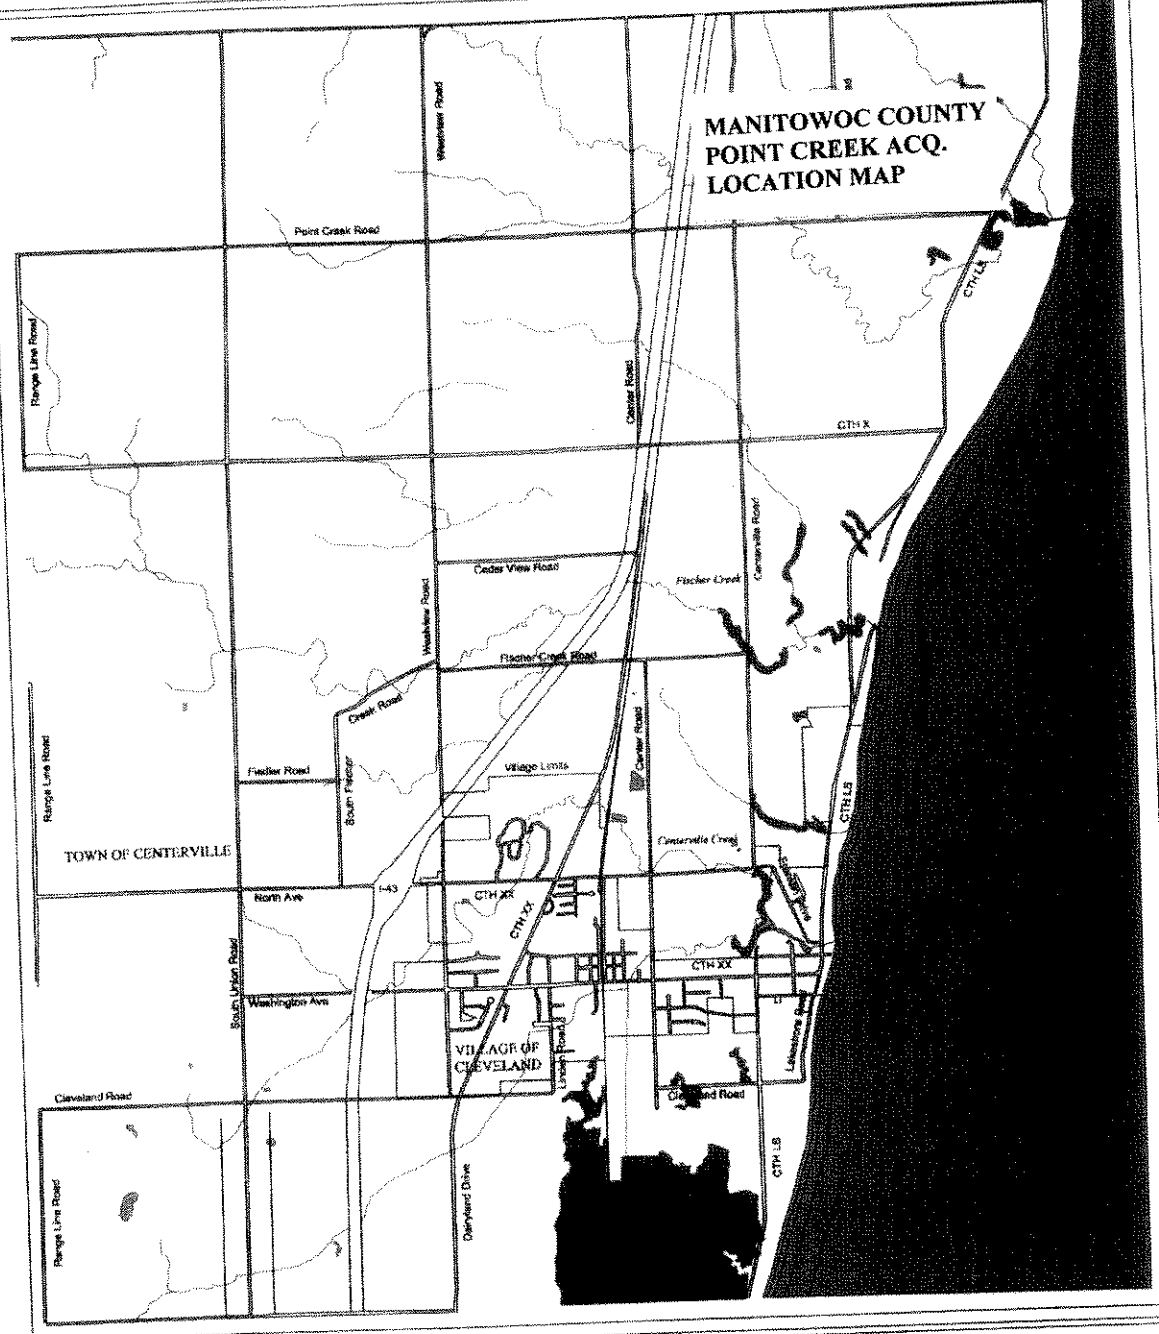 MANITOWOC COUNTY
POINT CREEK ACQ.
LOCATION MAP
Westview Road
Point Creek Road
CTH LS
Range Line Road
Center Road
CTH X
Centerville Road
Cedar View Road
Fischer Creek
Westview Road
Fischer Creek Road
Creek Road
Center Road
Range Line Road
Fiedler Road
South Fischer
Village Limits
CTH LS
TOWN OF CENTERVILLE
Centerville Creek
I-43
North Ave
CTH XX
CTH XX
South Union Road
CTH XX
Washington Ave
Lakeshore Road
VILLAGE OF
CLEVELAND
Linden Road
Cleveland Road
Cleveland Road
CTH LS
Range Line Road
Dairyland Drive